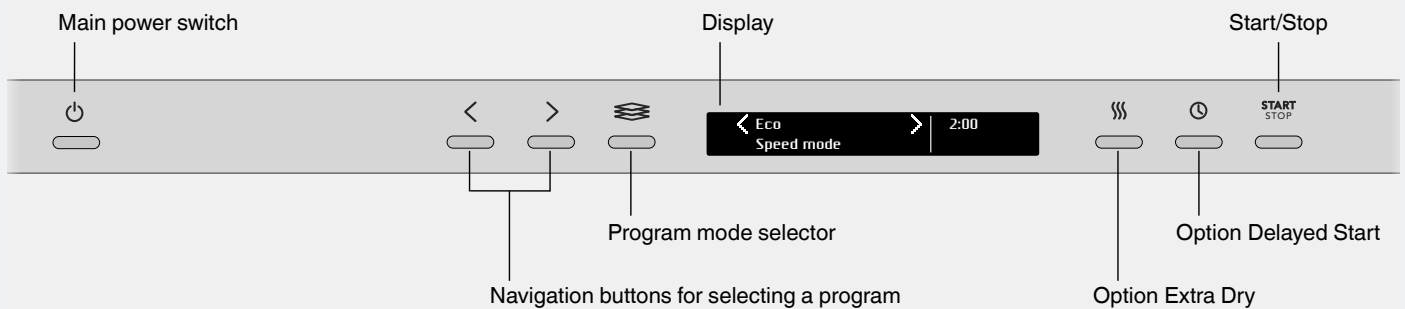 Main power switch
Display
Start/Stop
START
STOP
Eco
2:00
Speed mode
Program mode selector
Option Delayed Start
Navigation buttons for selecting a program
Option Extra Dry